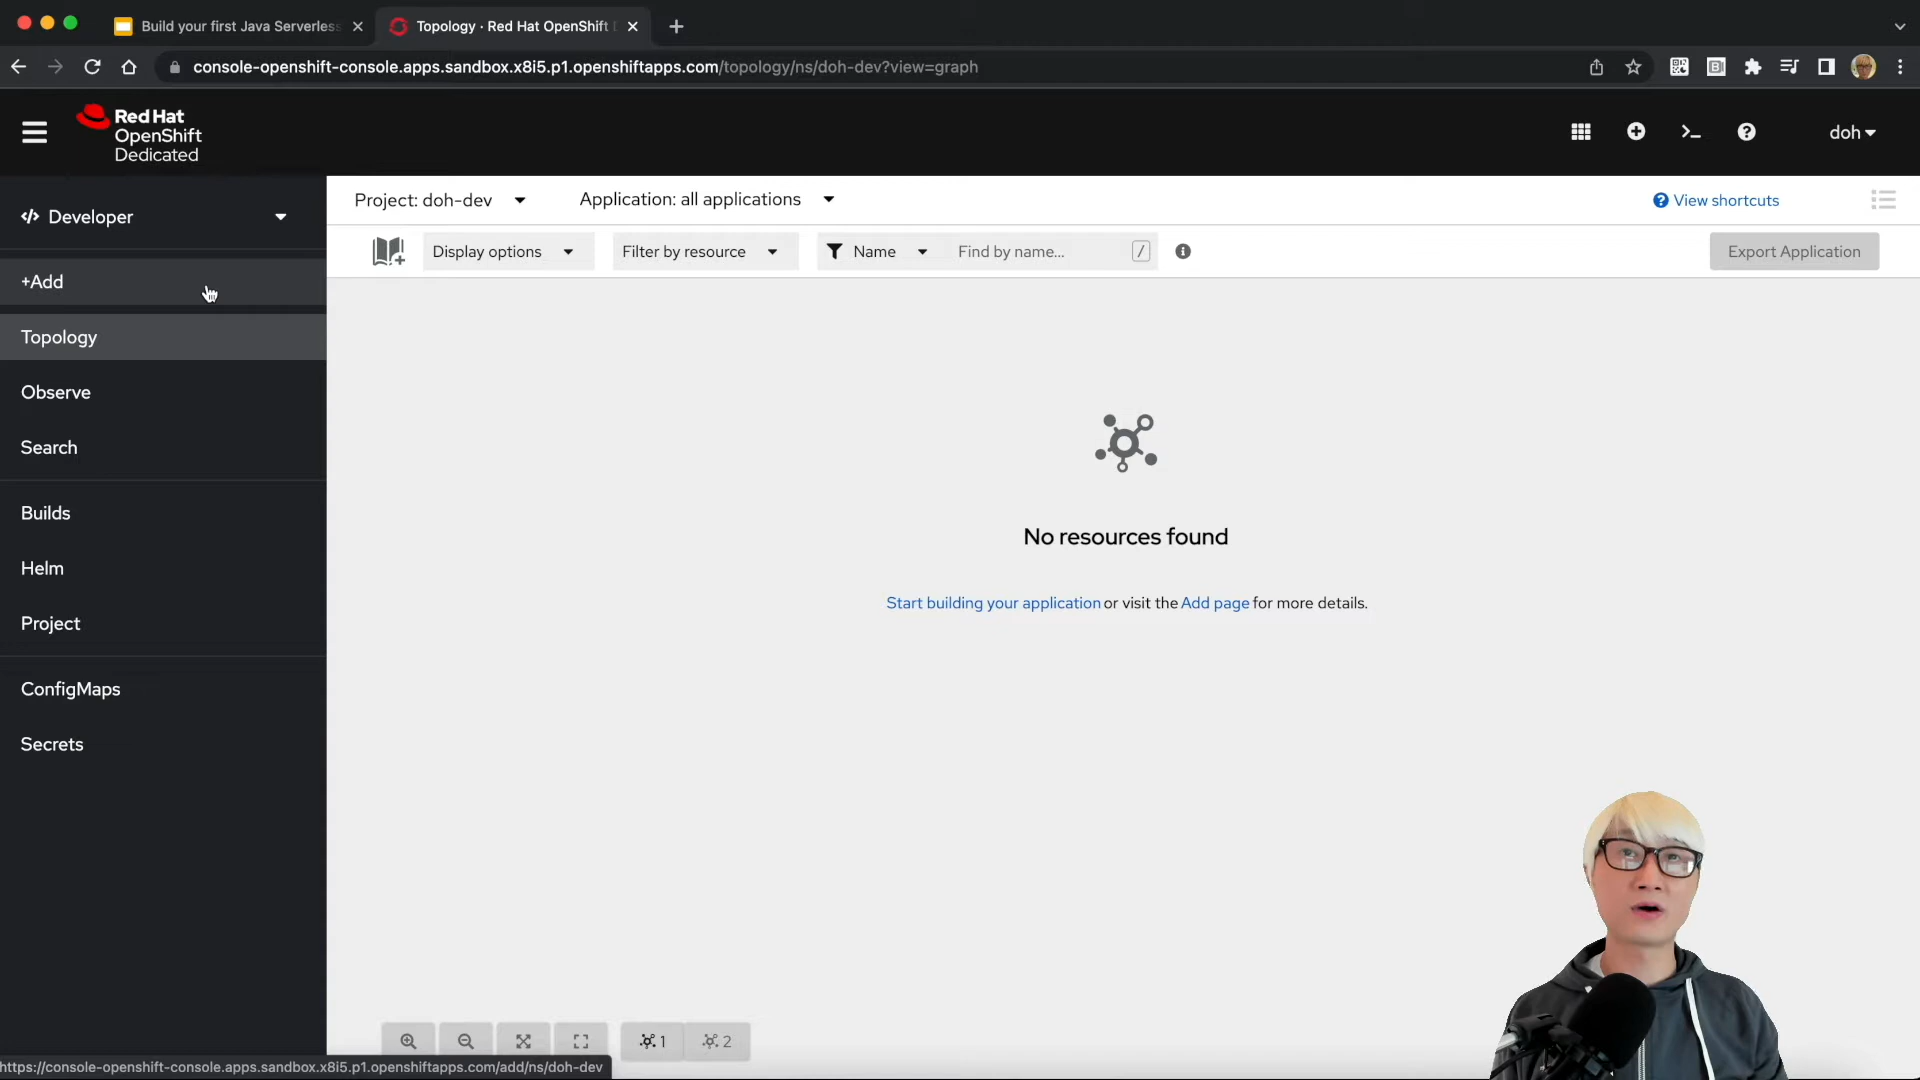 Build your first Java Serverless
Topology · Red Hat OpenShift
console-openshift-console.apps.sandbox.x8i5.p1.openshiftapps.com/topology/ns/doh-dev?view=graph
Red Hat
OpenShift
Dedicated
doh
Developer
Project: doh-dev
Application: all applications
View shortcuts
Display options
Filter by resource
Name
Find by name...
/
Export Application
+Add
Topology
Observe
Search
Builds
Helm
Project
ConfigMaps
Secrets
No resources found
Start building your application or visit the Add page for more details.
1
2
https://console-openshift-console.apps.sandbox.x8i5.p1.openshiftapps.com/add/ns/doh-dev